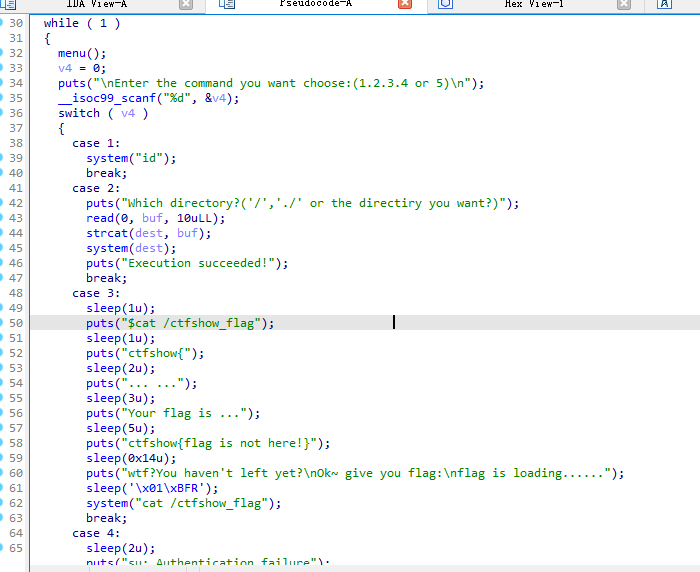 IDA View-A Pseudocode-A Hex View-1
30 while ( 1 )
31 {
32 menu();
33 v4 = 0;
34 puts("\nEnter the command you want choose:(1.2.3.4 or 5)\n");
35 __isoc99_scanf("%d", &v4);
36 switch ( v4 )
37 {
38 case 1:
39 system("id");
40 break;
41 case 2:
42 puts("Which directory?('/','./' or the directiry you want?)");
43 read(0, buf, 10uLL);
44 strcat(dest, buf);
45 system(dest);
46 puts("Execution succeeded!");
47 break;
48 case 3:
49 sleep(1u);
50 puts("$cat /ctfshow_flag");
51 sleep(1u);
52 puts("ctfshow{");
53 sleep(2u);
54 puts("... ...");
55 sleep(3u);
56 puts("Your flag is ...");
57 sleep(5u);
58 puts("ctfshow{flag is not here!}");
59 sleep(0x14u);
60 puts("wtf?You haven't left yet?\nOk~ give you flag:\nflag is loading......");
61 sleep('\x01\xBFR');
62 system("cat /ctfshow_flag");
63 break;
64 case 4:
65 sleep(2u);
puts("su: Authentication failure");